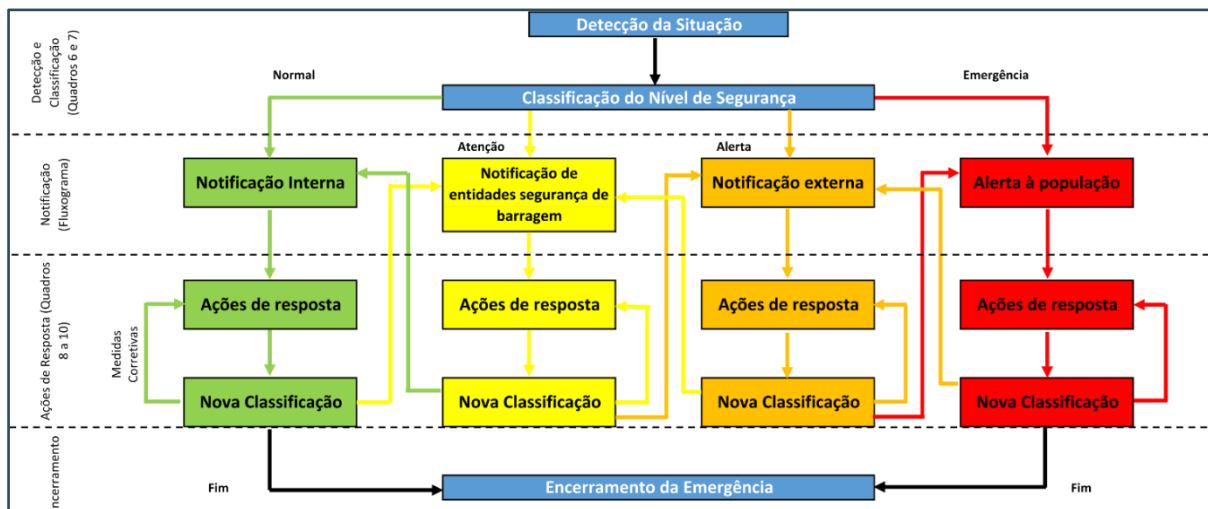 Detecção da Situação
Detecção e
Classificação
(Quadros 6 e 7)
Normal
Emergência
Classificação do Nível de Segurança
Atenção
Alerta
Notificação
(Fluxograma)
Notificação Interna
Notificação de
entidades segurança de
barragem
Notificação externa
Alerta à população
Ações de Resposta (Quadros
8 a 10)
Medidas
Corretivas
Ações de resposta
Ações de resposta
Ações de resposta
Ações de resposta
Nova Classificação
Nova Classificação
Nova Classificação
Nova Classificação
Encerramento
Fim
Encerramento da Emergência
Fim